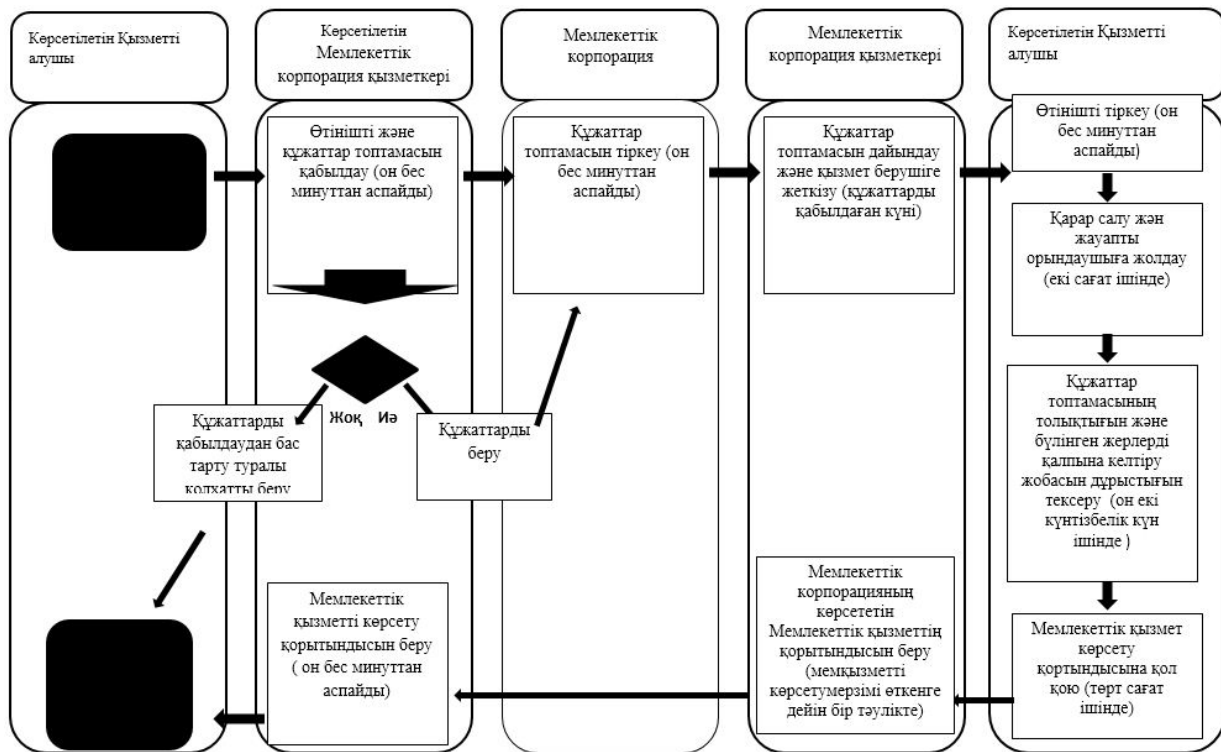 Көрсетілетін Қызметті
алушы
Көрсетілетін
Мемлекеттік
корпорация қызметкері
Мемлекеттік
корпорация
Мемлекеттік
корпорация қызметкері
Көрсетілетін Қызметті
алушы
Өтінішті және
құжаттар топтамасын
қабылдау (он бес
минуттан аспайды)
Құжаттар
топтамасын тіркеу (он
бес минуттан
аспайды)
Құжаттар
топтамасын дайындау
және қызмет берушіге
жеткізу (құжаттарды
қабылдаған күні)
Өтінішті тіркеу (он
бес минуттан
аспайды)
Қарар салу жән
жауапты
орындаушыға жолдау
(екі сағат ішінде)
Жоқ Иә
Құжаттарды
қабылдаудан бас
тарту туралы
қолхатты беру
Құжаттарды
беру
Құжаттар
топтамасының
толықтығын және
бүлінген жерлерді
қалпына келтіру
жобасын дұрыстығын
тексеру (он екі
күнтізбелік күн
ішінде )
Мемлекеттік
қызметті көрсету
қорытындысын беру
( он бес минуттан
аспайды)
Мемлекеттік
корпорацияның
көрсететін
Мемлекеттік қызметтің
қорытындысын беру
(мемқызметті
көрсетумерзімі өткенге
дейін бір тәулікте)
Мемлекеттік қызмет
көрсету
қортындысына қол
қою (төрт сағат
ішінде)